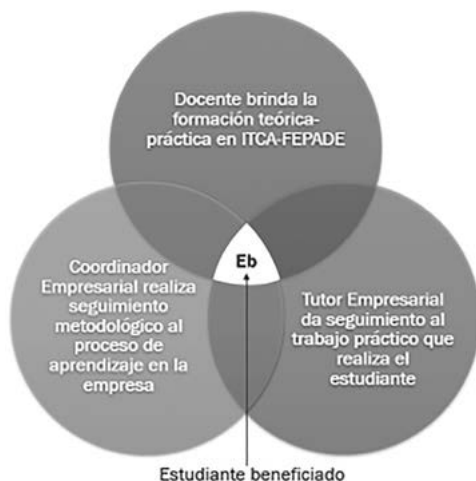 Docente brinda la
formación teórica-
práctica en ITCA-FEPADE
Eb
Coordinador
Empresarial realiza
seguimiento
metodológico al
proceso de
aprendizaje en la
empresa
Tutor Empresarial
da seguimiento al
trabajo práctico que
realiza el
estudiante
Estudiante beneficiado